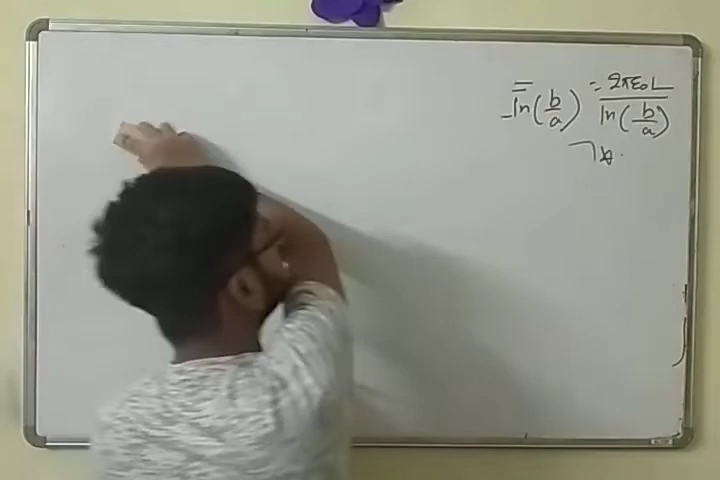 = = 2πε₀L
-ln(b/a) ln(b/a)